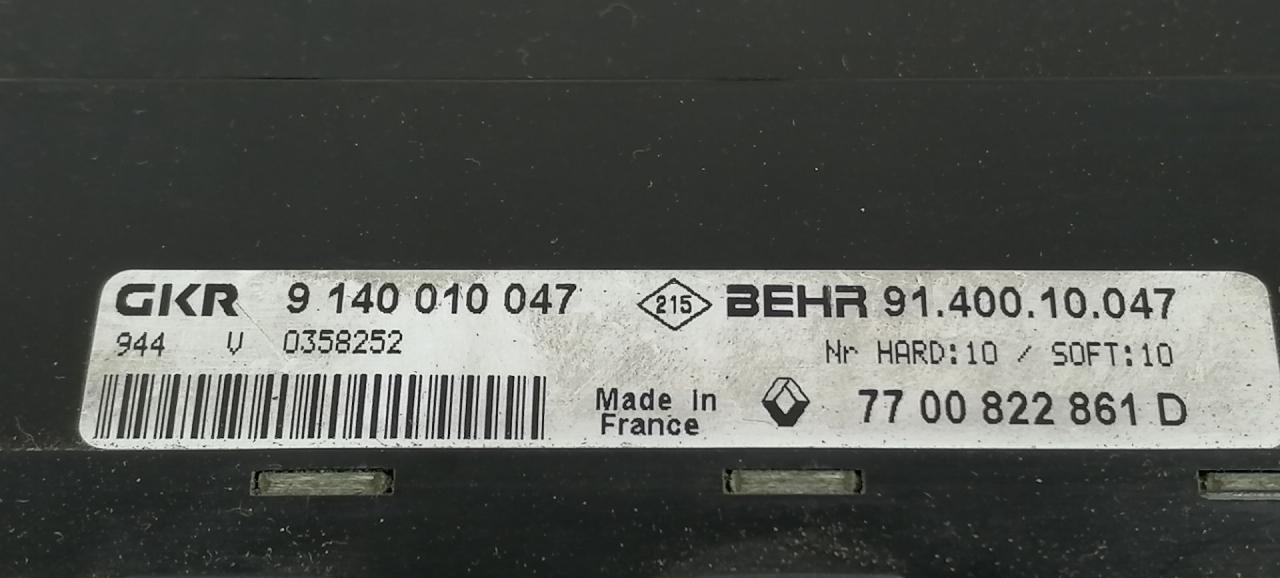 GKR 9 140 010 047 215 BEHR 91.400.10.047
944 V 0358252 Nr HARD:10 / SOFT:10
Made in
France
77 00 822 861 D